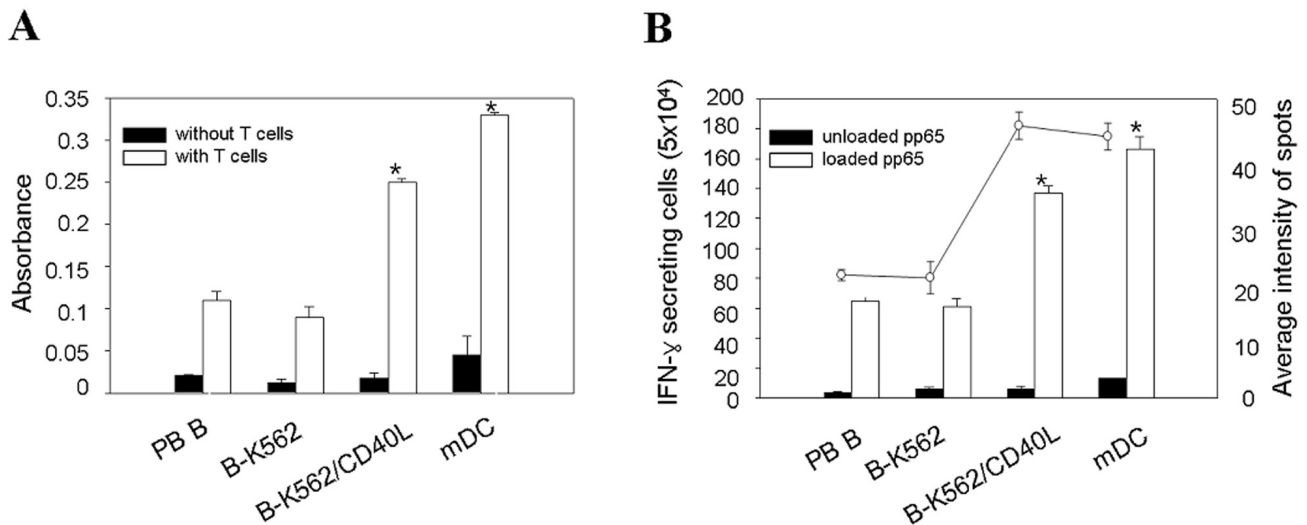 A
Absorbance
0.35
0.3
0.25
0.2
0.15
0.1
0.05
0
without T cells
with T cells
*
*
PB B
B-K562
B-K562/CD40L
mDC
B
IFN-ɣ secreting cells (5x10⁴)
200
180
160
140
120
100
80
60
40
20
0
unloaded pp65
loaded pp65
*
*
50
40
30
20
10
0
Average intensity of spots
PB B
B-K562
B-K562/CD40L
mDC